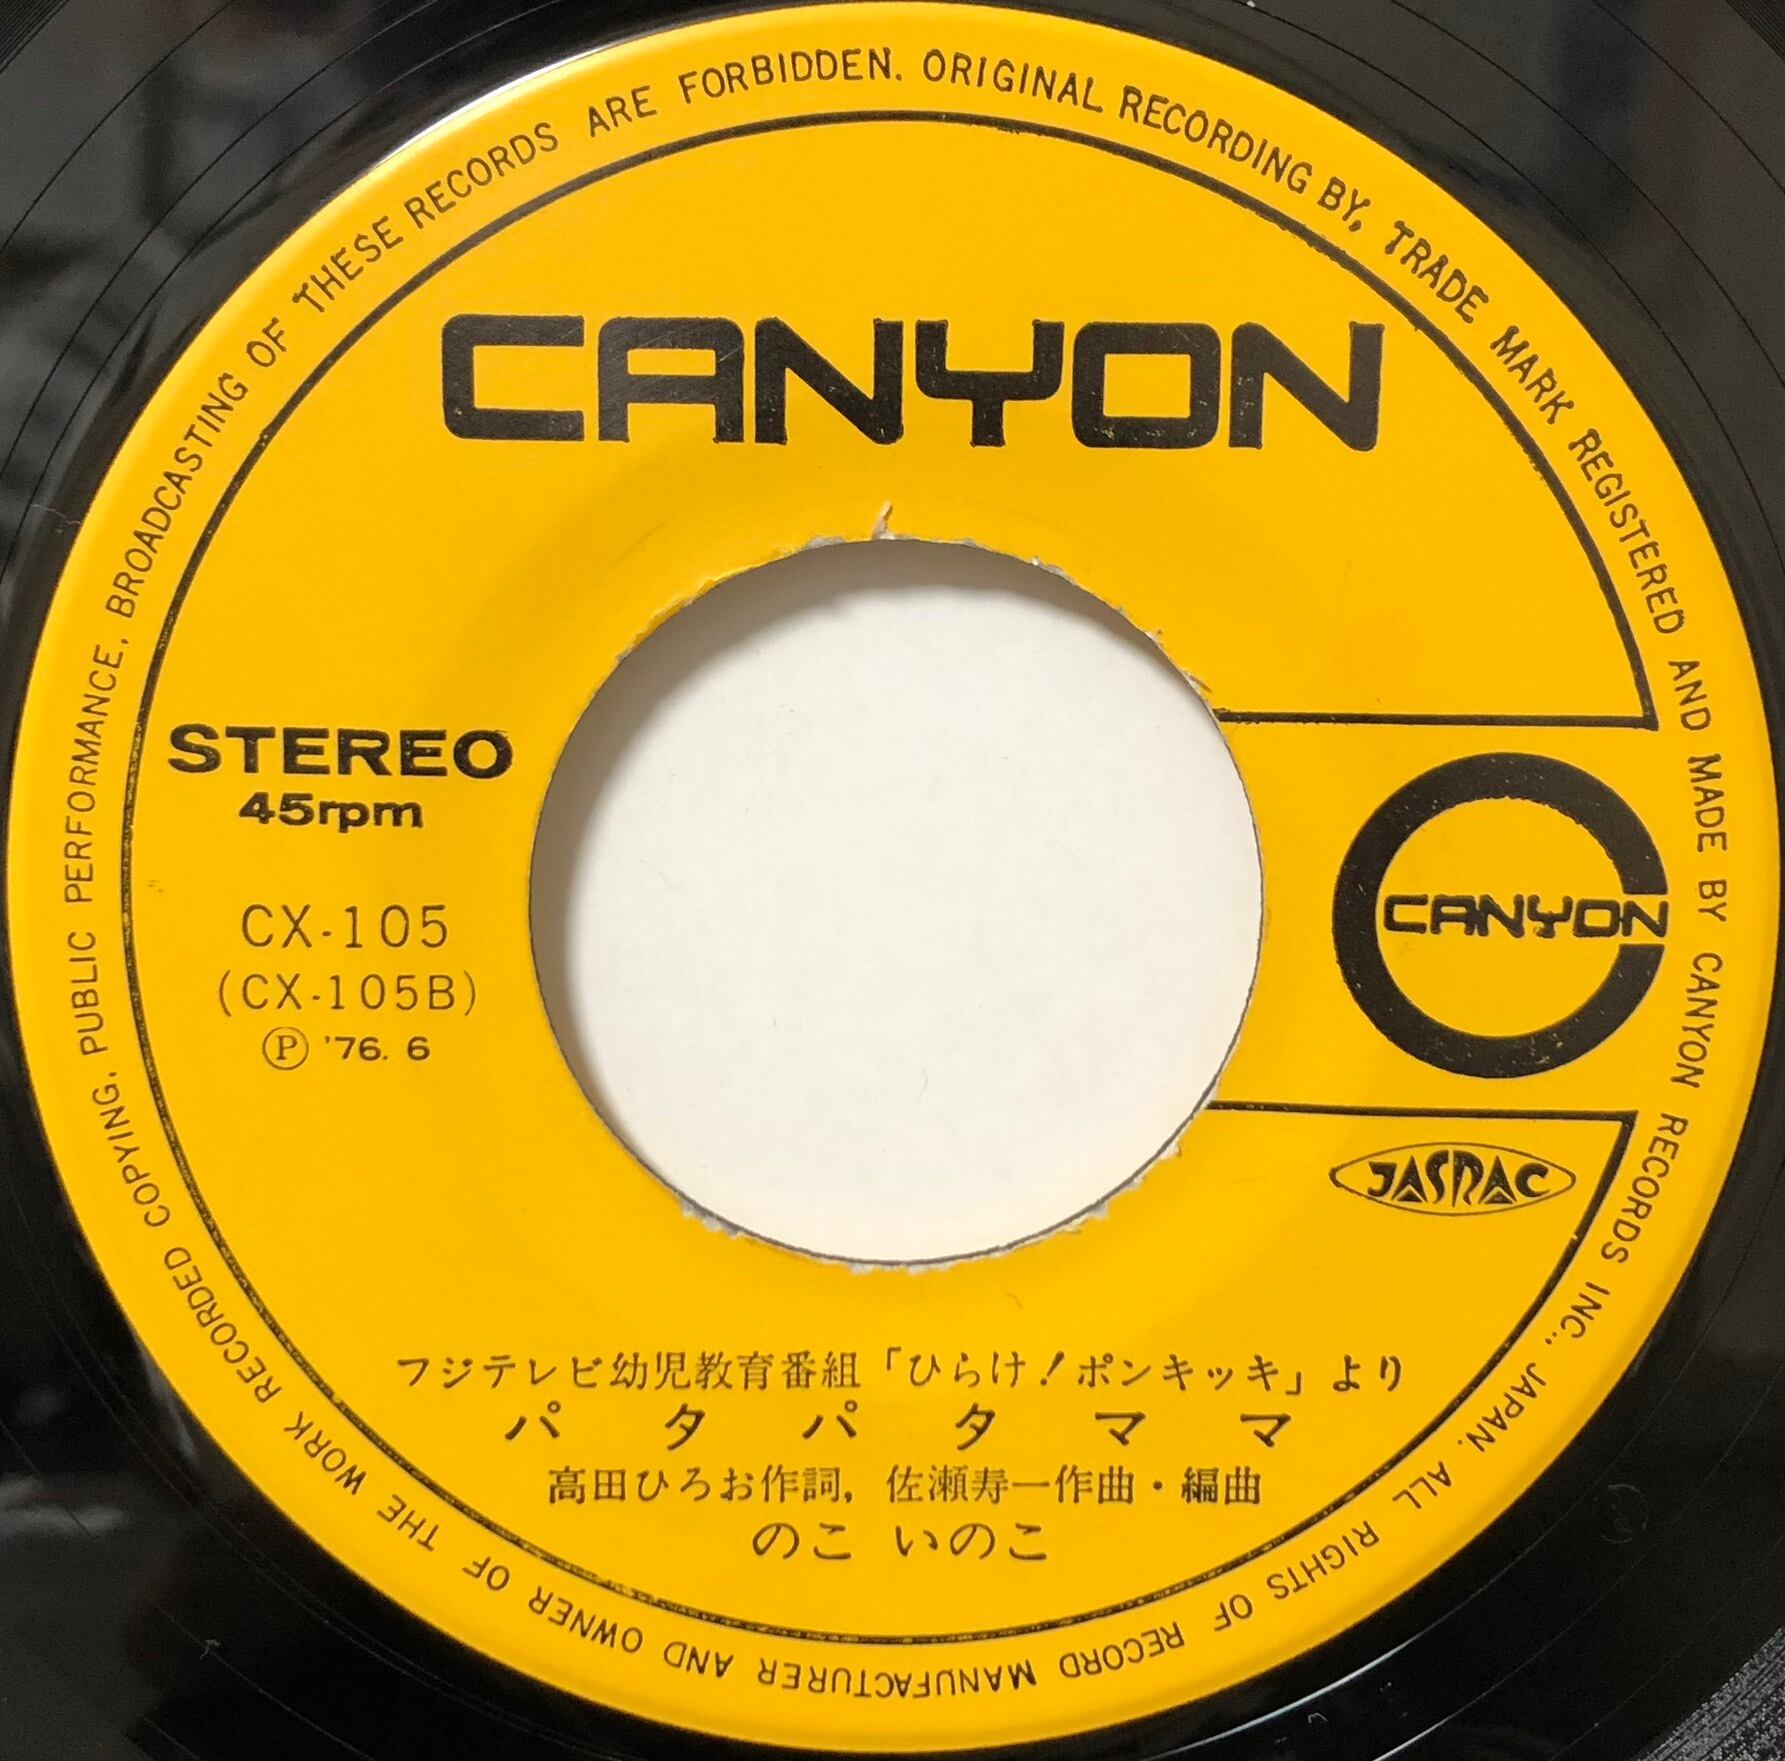 ORIGINAL RECORDING BY, TRADE MARK REGISTERED AND MADE BY CANYON RECORDS INC., JAPAN. ALL RIGHTS OF RECORD MANUFACTURER AND OWNER OF THE WORK RECORDED COPYING, PUBLIC PERFORMANCE, BROADCASTING OF THESE RECORDS ARE FORBIDDEN.
CANYON
STEREO
45rpm
CX-105
(CX-105B)
Ⓟ '76. 6
CANYON
JASRAC
フジテレビ幼児教育番組「ひらけ!ポンキッキ」より
パタパタママ
高田ひろお作詞, 佐瀬寿一作曲・編曲
のこ いのこ